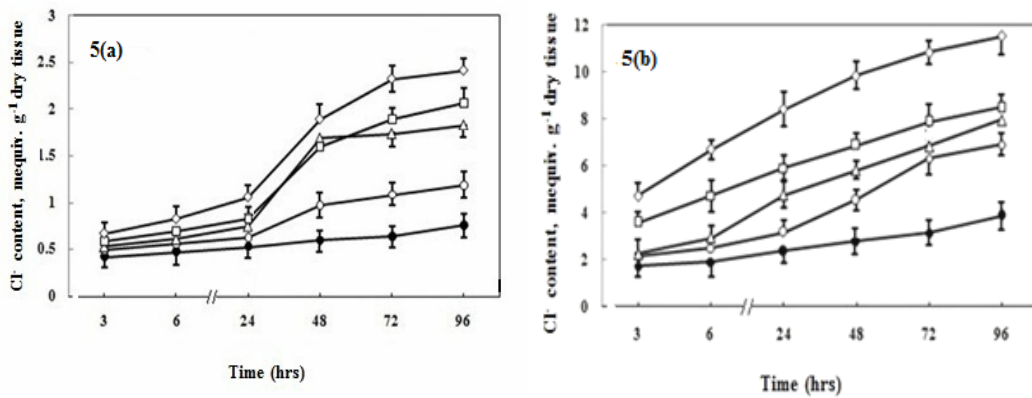 5(a)
Cl⁻ content, mequiv. g⁻¹ dry tissue
3
2.5
2
1.5
1
0.5
0
3 6 24 48 72 96
Time (hrs)
5(b)
Cl⁻ content, mequiv. g⁻¹ dry tissue
12
10
8
6
4
2
0
3 6 24 48 72 96
Time (hrs)